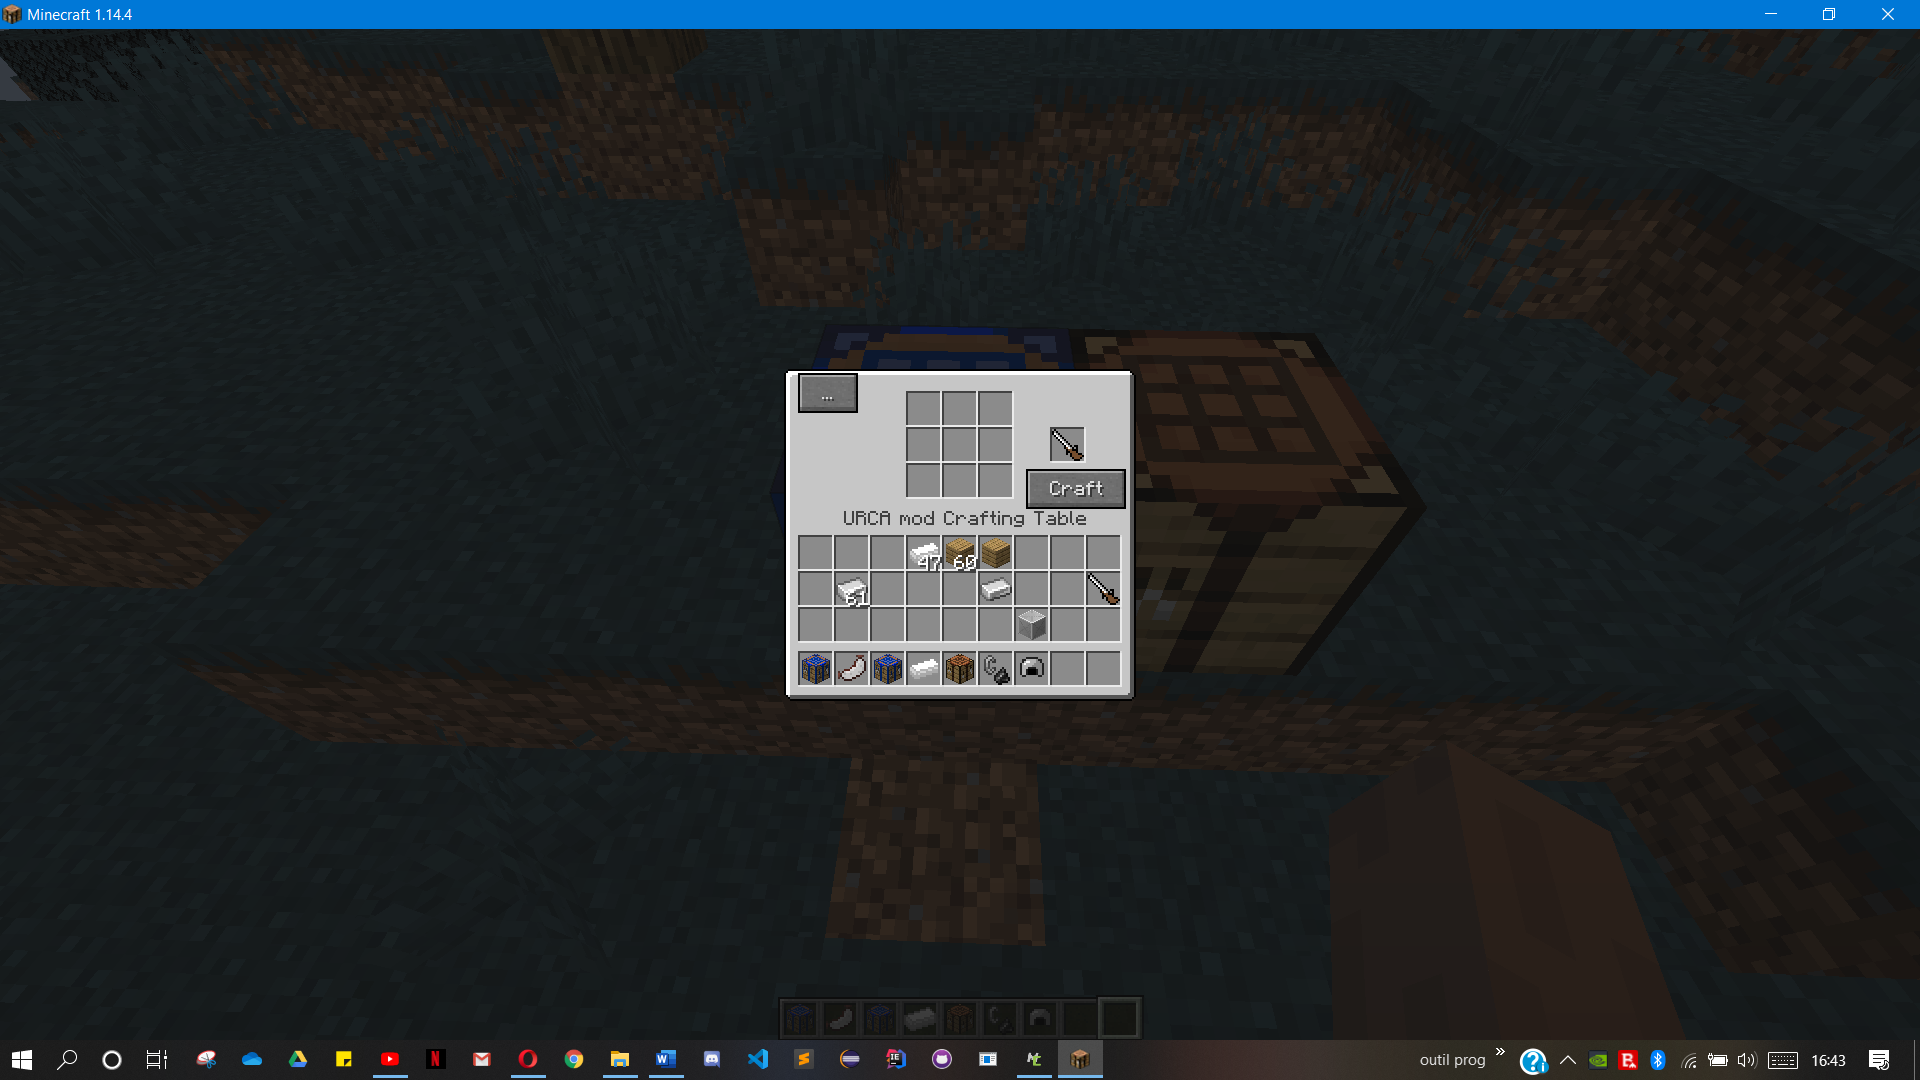 Minecraft 1.14.4
...
Craft
URCA mod Crafting Table
47 60
61
outil prog
16:43